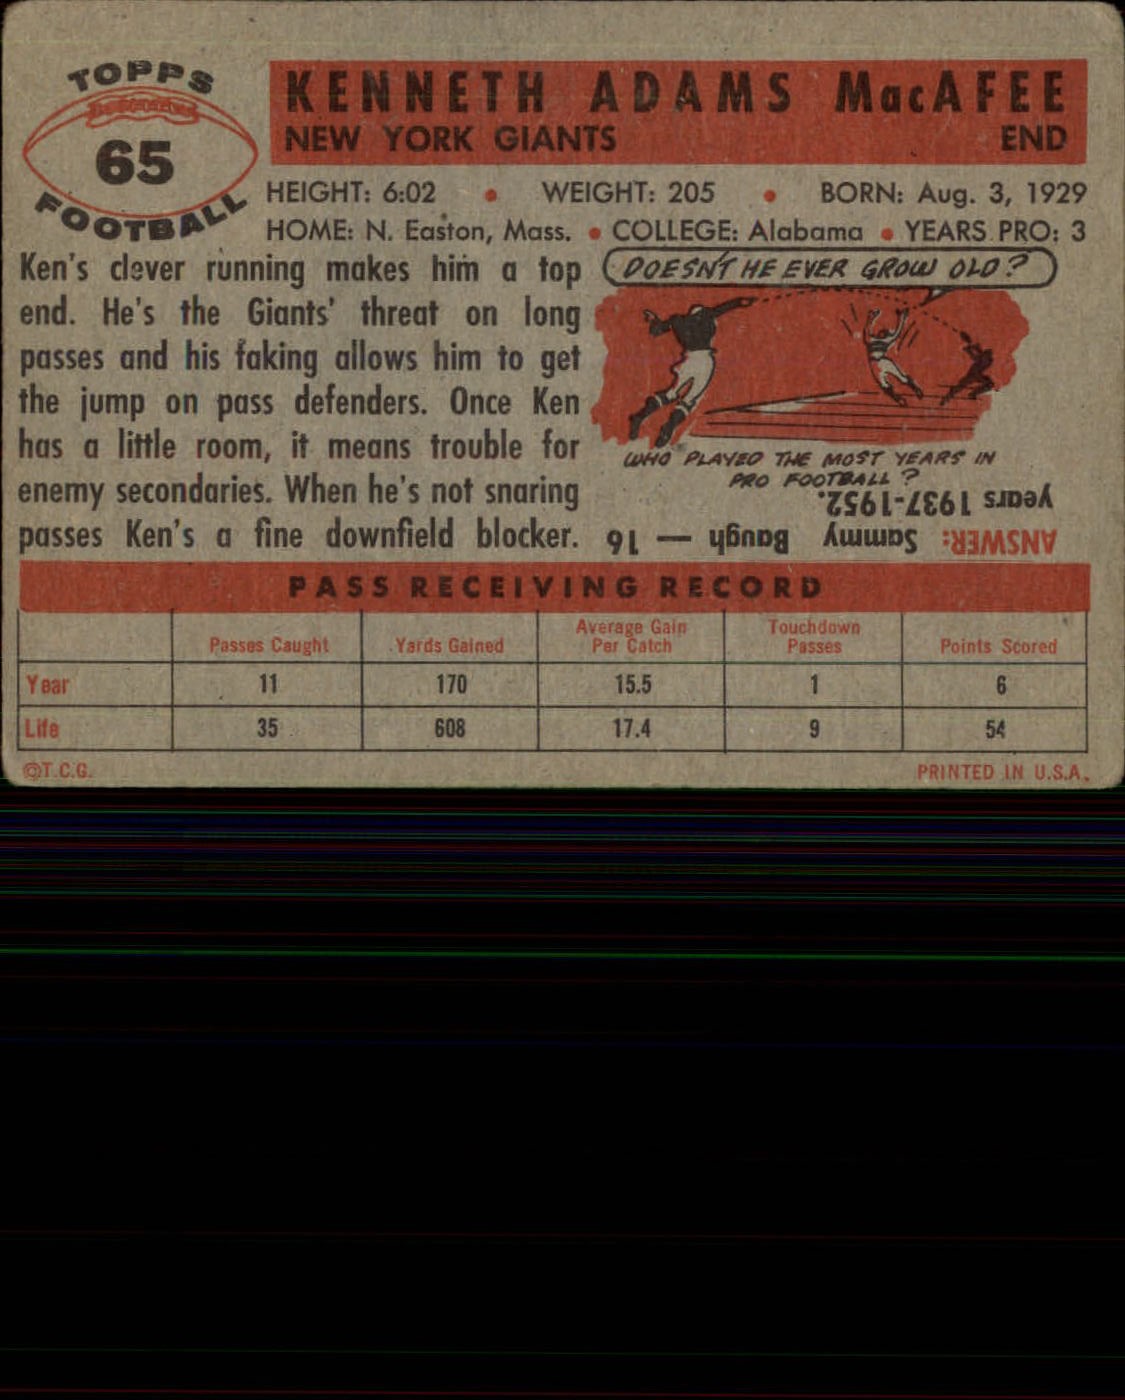 TOPPS
65
FOOTBALL
KENNETH ADAMS MacAFEE
NEW YORK GIANTS END
HEIGHT: 6:02 • WEIGHT: 205 • BORN: Aug. 3, 1929
HOME: N. Easton, Mass. • COLLEGE: Alabama • YEARS PRO: 3
Ken's clever running makes him a top
end. He's the Giants' threat on long
passes and his faking allows him to get
the jump on pass defenders. Once Ken
has a little room, it means trouble for
enemy secondaries. When he's not snaring
passes Ken's a fine downfield blocker.
DOESN'T HE EVER GROW OLD?
WHO PLAYED THE MOST YEARS IN
PRO FOOTBALL?
ANSWER: Sammy Baugh — 16
years 1937-1952.
PASS RECEIVING RECORD
Passes Caught Yards Gained Average Gain Per Catch Touchdown Passes Points Scored
Year 11 170 15.5 1 6
Life 35 608 17.4 9 54
©T.C.G. PRINTED IN U.S.A.